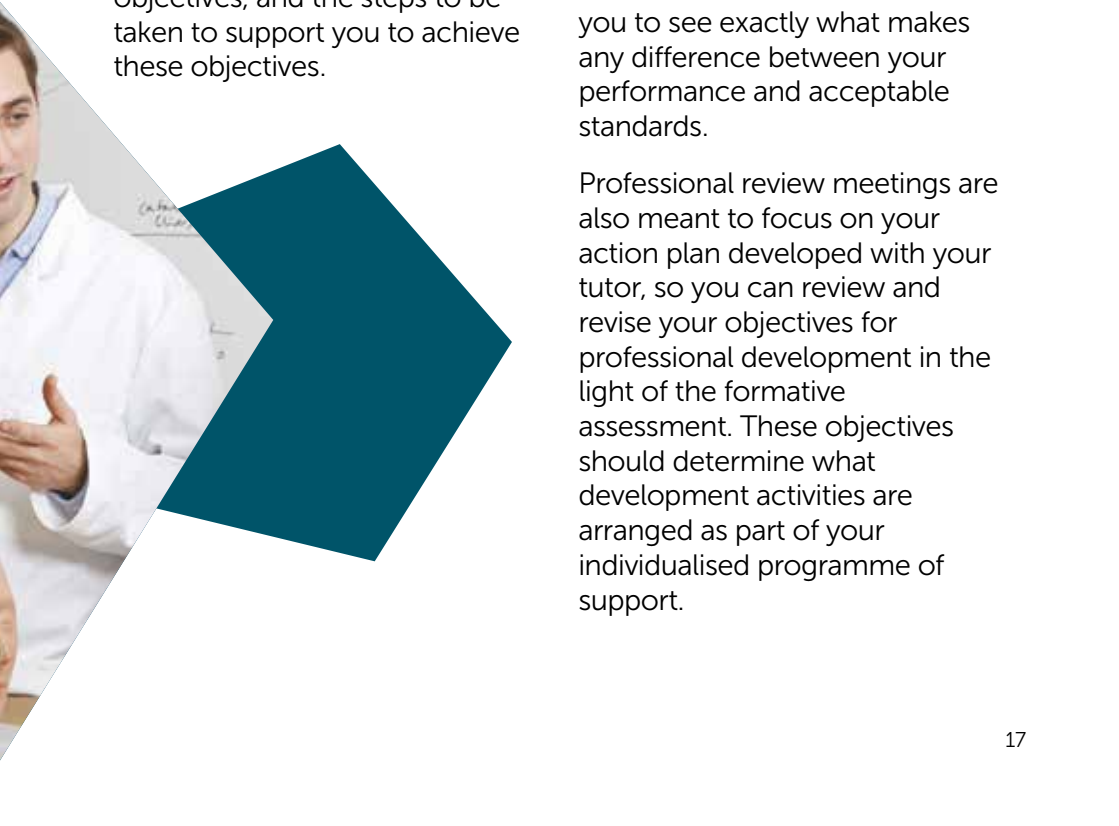 objectives, and the steps to be
taken to support you to achieve
these objectives.
you to see exactly what makes
any difference between your
performance and acceptable
standards.
Professional review meetings are
also meant to focus on your
action plan developed with your
tutor, so you can review and
revise your objectives for
professional development in the
light of the formative
assessment. These objectives
should determine what
development activities are
arranged as part of your
individualised programme of
support.
17